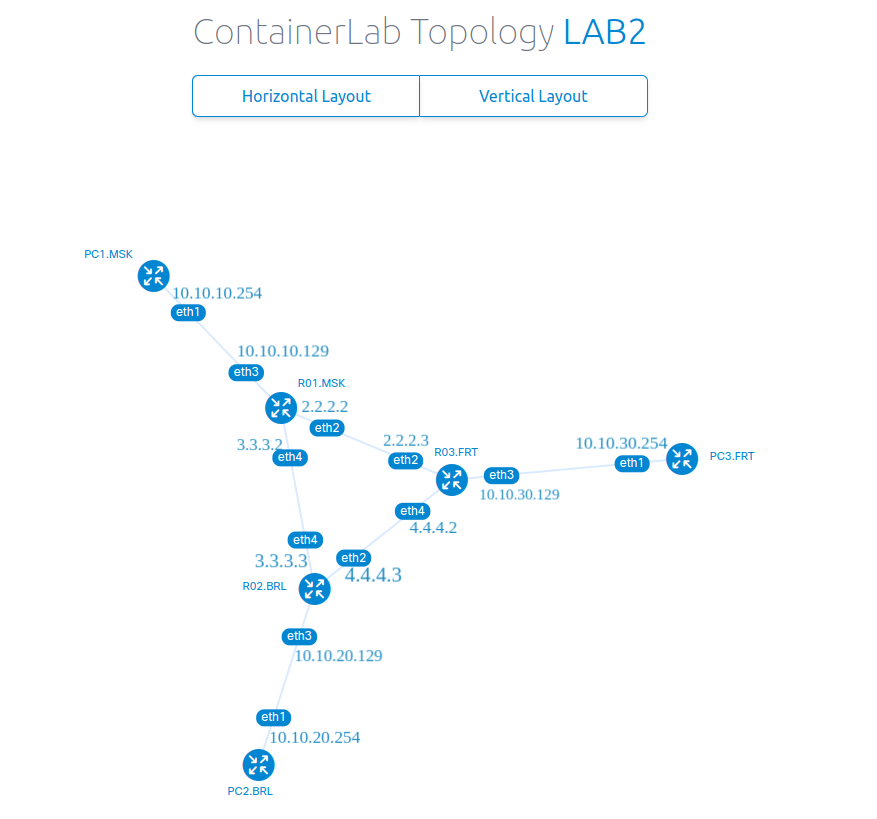 ContainerLab Topology LAB2
Horizontal Layout
Vertical Layout
PC1.MSK
10.10.10.254
eth1
10.10.10.129
eth3
R01.MSK
2.2.2.2
eth2
3.3.3.2
eth4
2.2.2.3
eth2
R03.FRT
10.10.30.254
eth1
PC3.FRT
eth3
10.10.30.129
eth4
4.4.4.2
eth4
3.3.3.3
eth2
4.4.4.3
R02.BRL
eth3
10.10.20.129
eth1
10.10.20.254
PC2.BRL